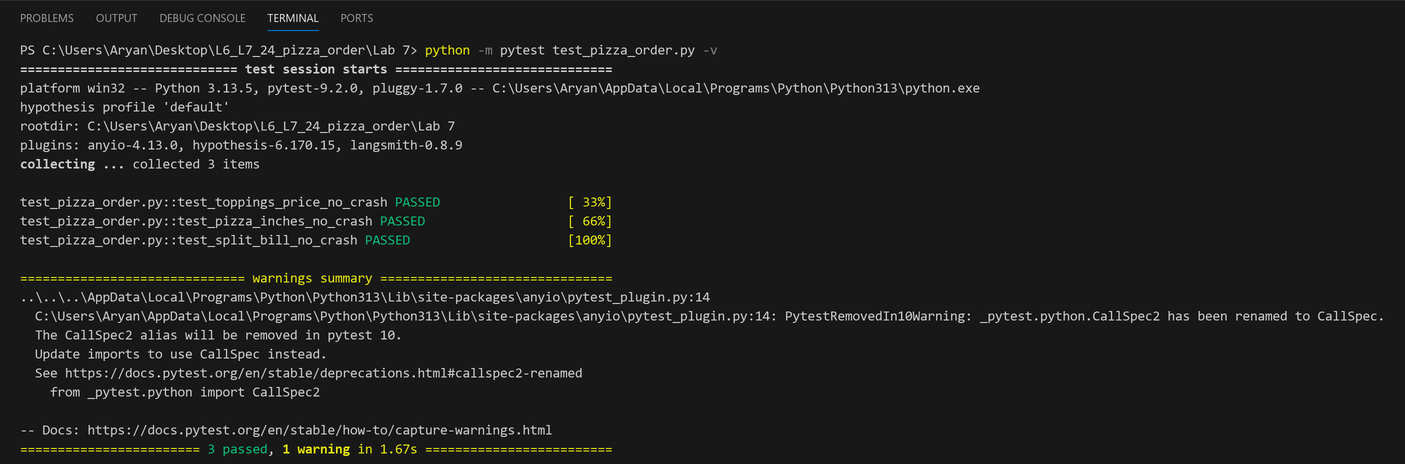 PROBLEMS OUTPUT DEBUG CONSOLE TERMINAL PORTS
PS C:\Users\Aryan\Desktop\L6_L7_24_pizza_order\Lab 7> python -m pytest test_pizza_order.py -v
============================= test session starts =============================
platform win32 -- Python 3.13.5, pytest-9.2.0, pluggy-1.7.0 -- C:\Users\Aryan\AppData\Local\Programs\Python\Python313\python.exe
hypothesis profile 'default'
rootdir: C:\Users\Aryan\Desktop\L6_L7_24_pizza_order\Lab 7
plugins: anyio-4.13.0, hypothesis-6.170.15, langsmith-0.8.9
collecting ... collected 3 items
test_pizza_order.py::test_toppings_price_no_crash PASSED [ 33%]
test_pizza_order.py::test_pizza_inches_no_crash PASSED [ 66%]
test_pizza_order.py::test_split_bill_no_crash PASSED [100%]
============================== warnings summary ===============================
..\..\..\AppData\Local\Programs\Python\Python313\Lib\site-packages\anyio\pytest_plugin.py:14
C:\Users\Aryan\AppData\Local\Programs\Python\Python313\Lib\site-packages\anyio\pytest_plugin.py:14: PytestRemovedIn10Warning: _pytest.python.CallSpec2 has been renamed to CallSpec.
The CallSpec2 alias will be removed in pytest 10.
Update imports to use CallSpec instead.
See https://docs.pytest.org/en/stable/deprecations.html#callspec2-renamed
from _pytest.python import CallSpec2
-- Docs: https://docs.pytest.org/en/stable/how-to/capture-warnings.html
======================== 3 passed, 1 warning in 1.67s =========================